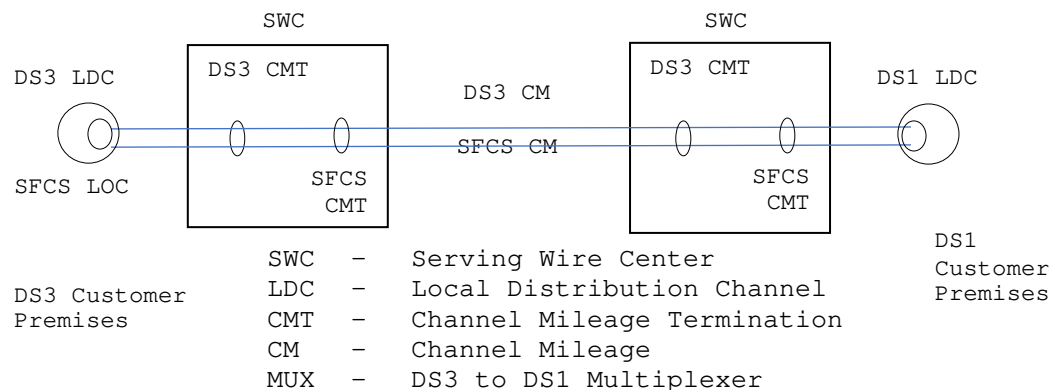 SWC
SWC
DS3 LDC
DS3 CMT
DS3 CM
DS3 CMT
DS1 LDC
SFCS CM
SFCS LOC
SFCS
CMT
SFCS
CMT
DS3 Customer
Premises
DS1
Customer
Premises
SWC – Serving Wire Center
LDC – Local Distribution Channel
CMT – Channel Mileage Termination
CM – Channel Mileage
MUX – DS3 to DS1 Multiplexer